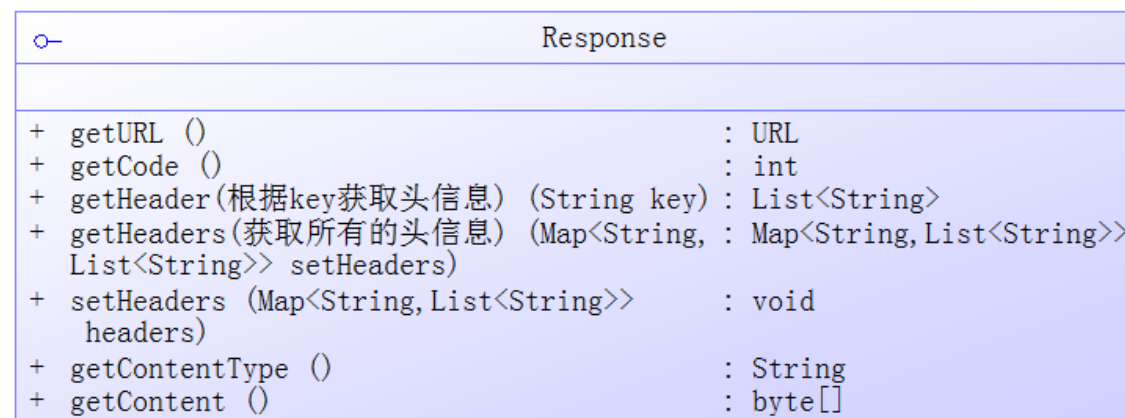 Response
+ getURL () : URL
+ getCode () : int
+ getHeader(根据key获取头信息) (String key) : List<String>
+ getHeaders(获取所有的头信息) (Map<String, : Map<String,List<String>>
List<String>> setHeaders)
+ setHeaders (Map<String,List<String>> : void
headers)
+ getContentType () : String
+ getContent () : byte[]